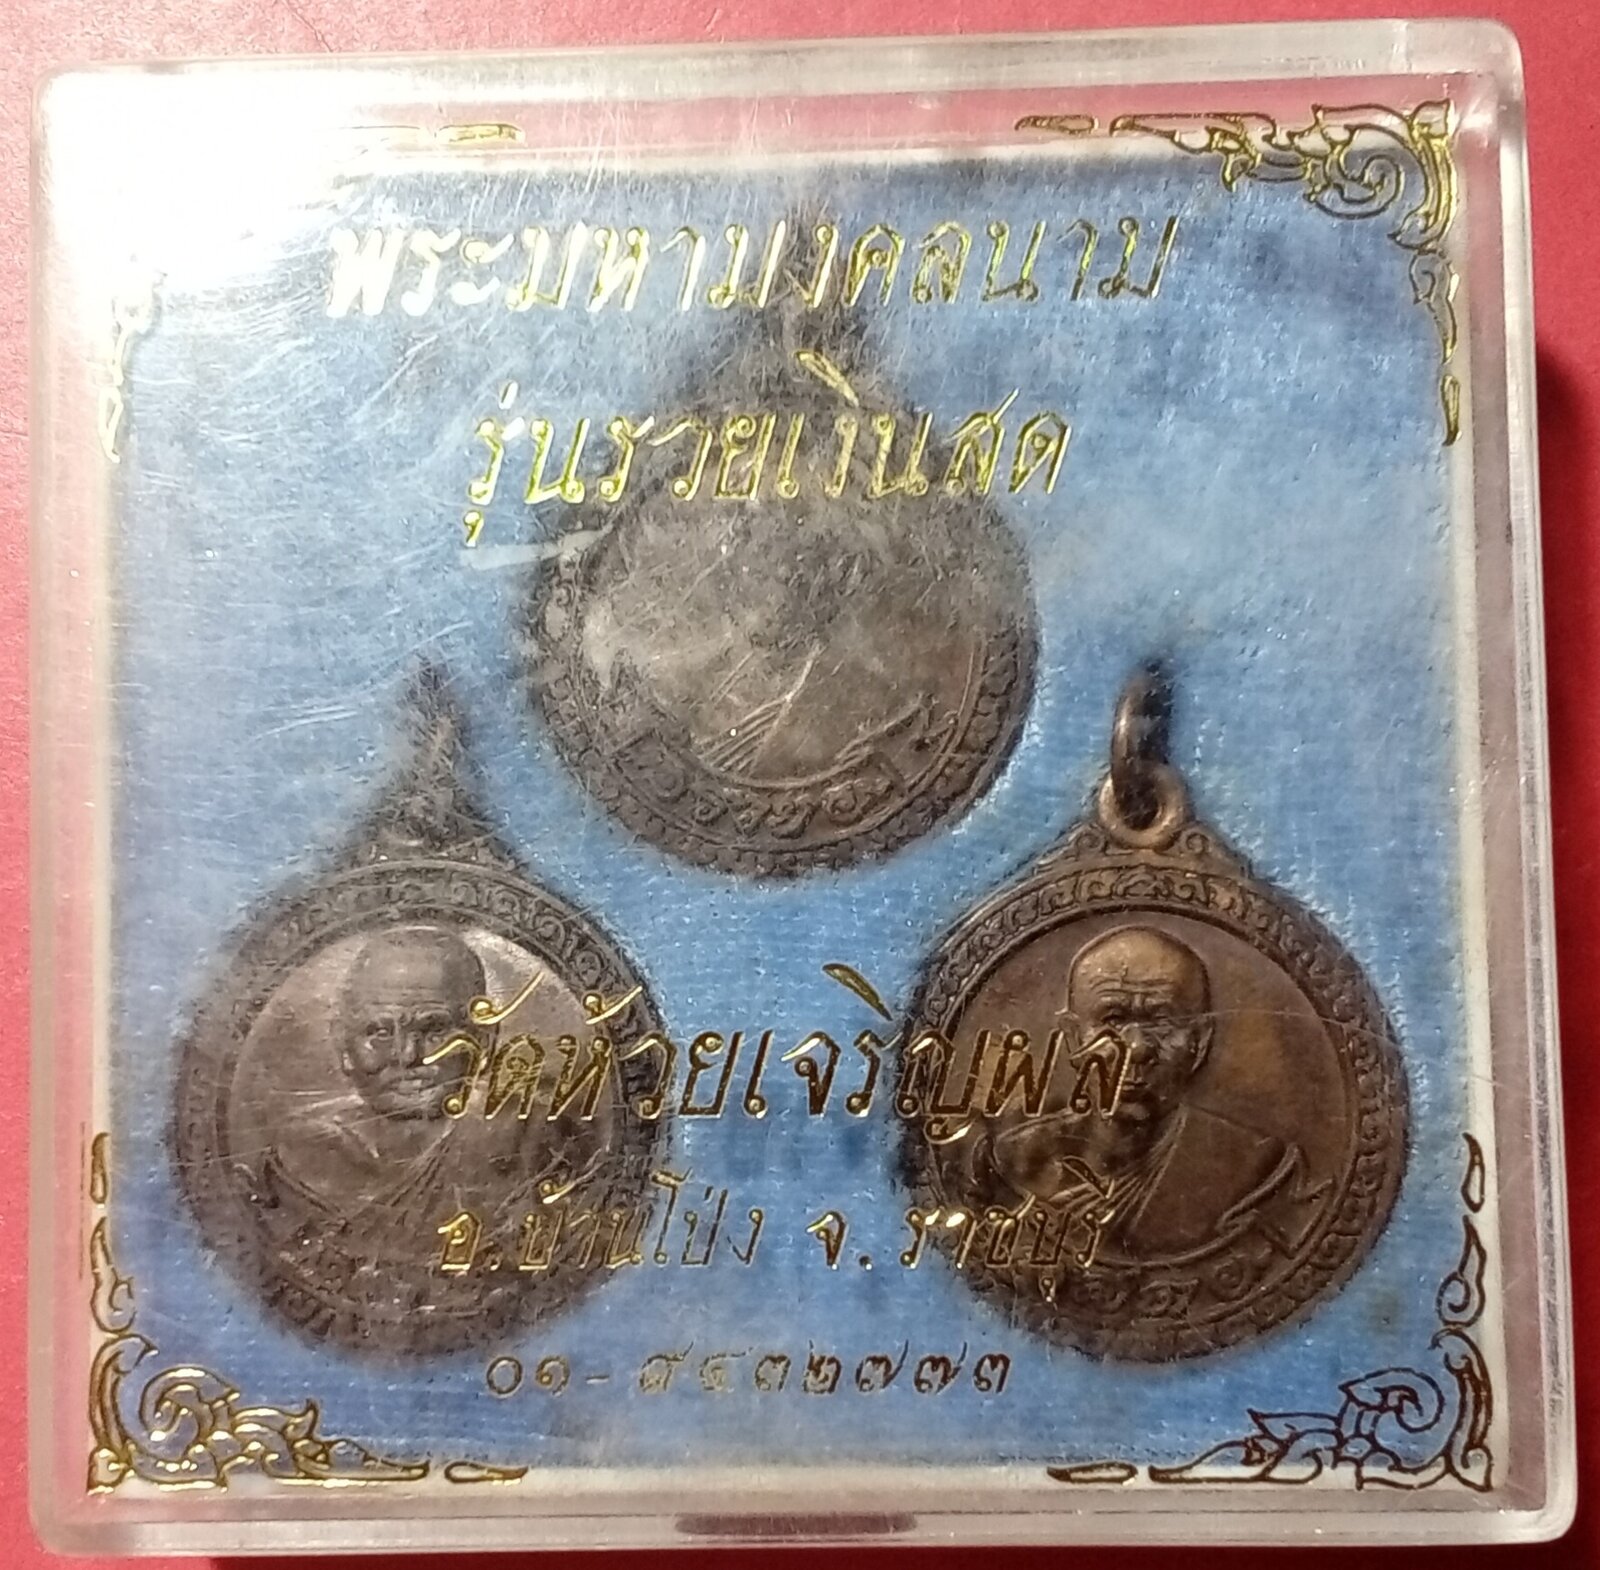 พระมหามงคลนาม
รุ่นรวยเงินสด
วัดห้วยเจริญผล
อ.บ้านโป่ง จ.ราชบุรี
๐๑-๙๔๓๒๗๗๓